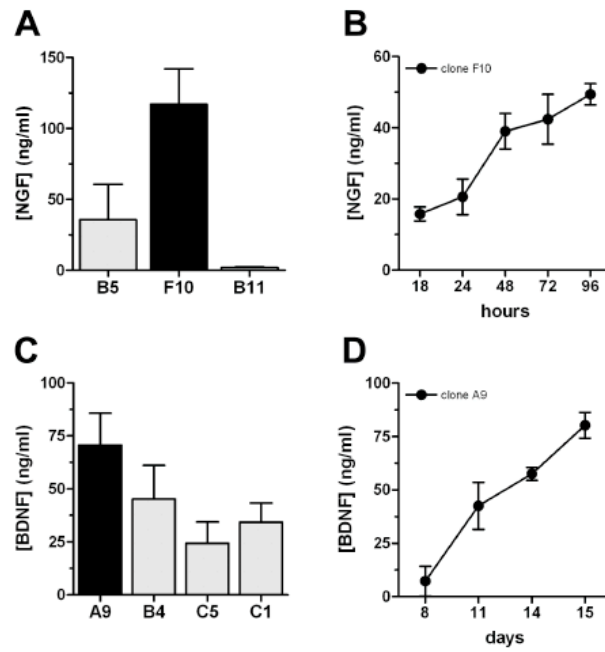 A
[NGF] (ng/ml)
150
100
50
0
B5 F10 B11
B
clone F10
[NGF] (ng/ml)
60
40
20
0
18 24 48 72 96
hours
C
[BDNF] (ng/ml)
100
75
50
25
0
A9 B4 C5 C1
D
clone A9
[BDNF] (ng/ml)
100
75
50
25
0
8 11 14 15
days